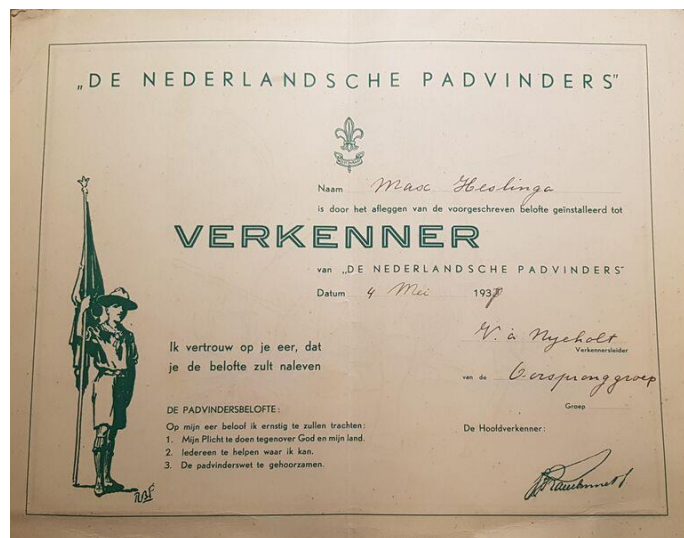 „DE NEDERLANDSCHE PADVINDERS"
Naam Max Heslinga
is door het afleggen van de voorgeschreven belofte geïnstalleerd tot
VERKENNER
van „DE NEDERLANDSCHE PADVINDERS"
Datum 4 Mei 1937
Ik vertrouw op je eer, dat
je de belofte zult naleven
V. à Nyeholt
Verkennersleider
van de Oorspronggroep
Groep
DE PADVINDERSBELOFTE:
Op mijn eer beloof ik ernstig te zullen trachten:
1. Mijn Plicht te doen tegenover God en mijn land.
2. Iedereen te helpen waar ik kan.
3. De padvinderswet te gehoorzamen.
De Hoofdverkenner: